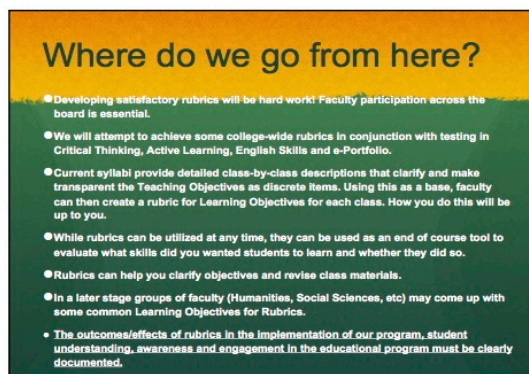 Where do we go from here?
●Developing satisfactory rubrics will be hard work! Faculty participation across the
board is essential.
●We will attempt to achieve some college-wide rubrics in conjunction with testing in
Critical Thinking, Active Learning, English Skills and e-Portfolio.
●Current syllabi provide detailed class-by-class descriptions that clarify and make
transparent the Teaching Objectives as discrete items. Using this as a base, faculty
can then create a rubric for Learning Objectives for each class. How you do this will be
up to you.
●While rubrics can be utilized at any time, they can be used as an end of course tool to
evaluate what skills did you wanted students to learn and whether they did so.
●Rubrics can help you clarify objectives and revise class materials.
●In a later stage groups of faculty (Humanities, Social Sciences, etc) may come up with
some common Learning Objectives for Rubrics.
● The outcomes/effects of rubrics in the implementation of our program, student
understanding, awareness and engagement in the educational program must be clearly
documented.